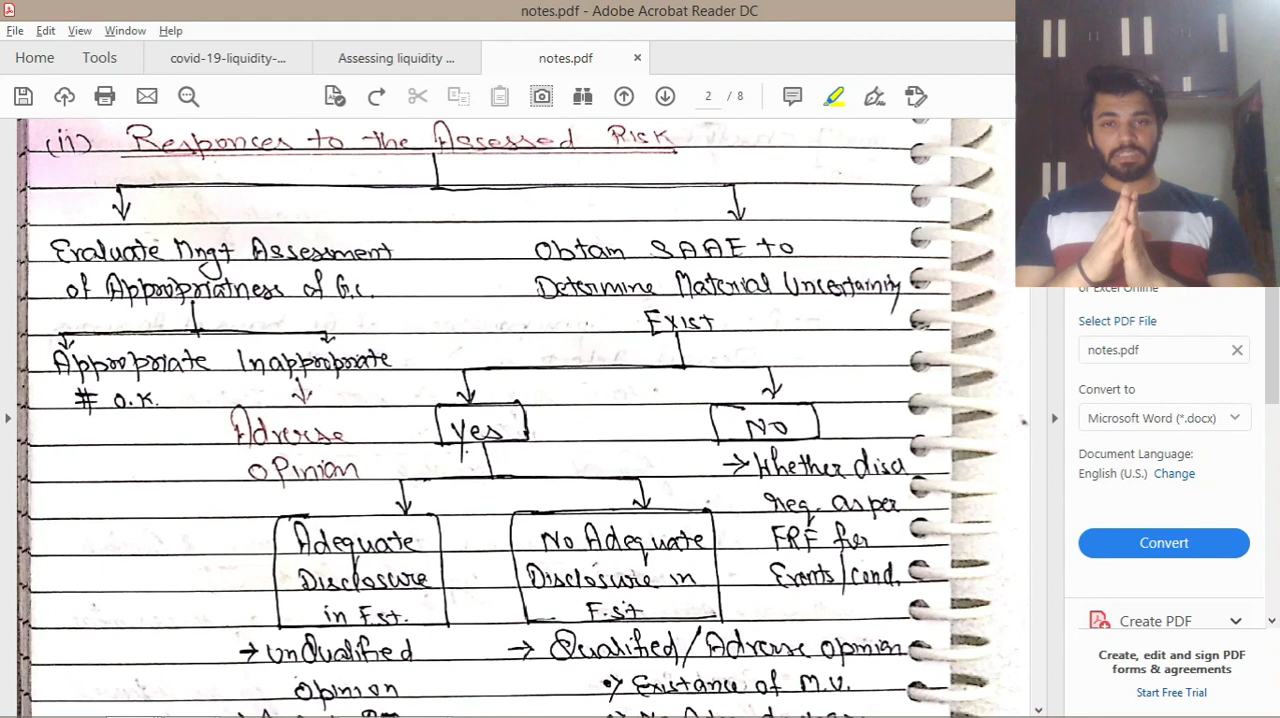 notes.pdf - Adobe Acrobat Reader DC
File Edit View Window Help
Home Tools covid-19-liquidity-... Assessing liquidity ... notes.pdf ×
2 / 8
(ii) Responses to the Assessed Risk
Evaluate Mngt Assessment
of Appropriatness of G.C.
Obtam SAAE to
Determine Material Uncertainity
Exist
Appropriate Inappropriate
# O.K.
Adverse
opinion
Yes
No
→ Whether disc
req. as per
FRF for
Events/cond.
Adequate
Disclosure
in F.st.
No Adequate
Disclosure in
F.st
→ unQualified
opinion
→ Qualified/Adverse opinion
Existance of M.U.
or Excel Online
Select PDF File
notes.pdf
Convert to
Microsoft Word (*.docx)
Document Language:
English (U.S.) Change
Convert
Create PDF
Create, edit and sign PDF
forms & agreements
Start Free Trial